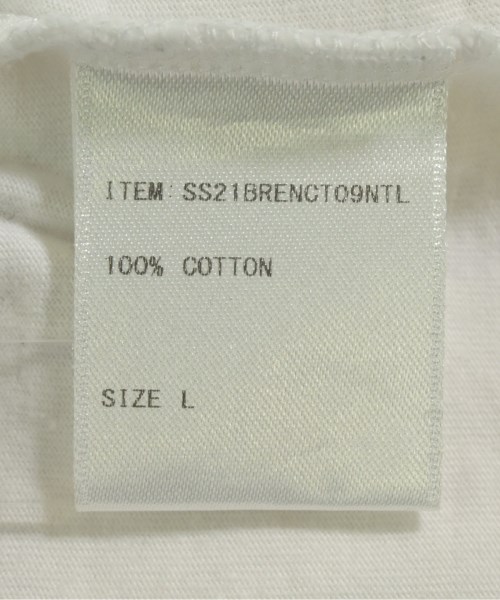 ITEM: SS21BRENCT09NTL
100% COTTON
SIZE L